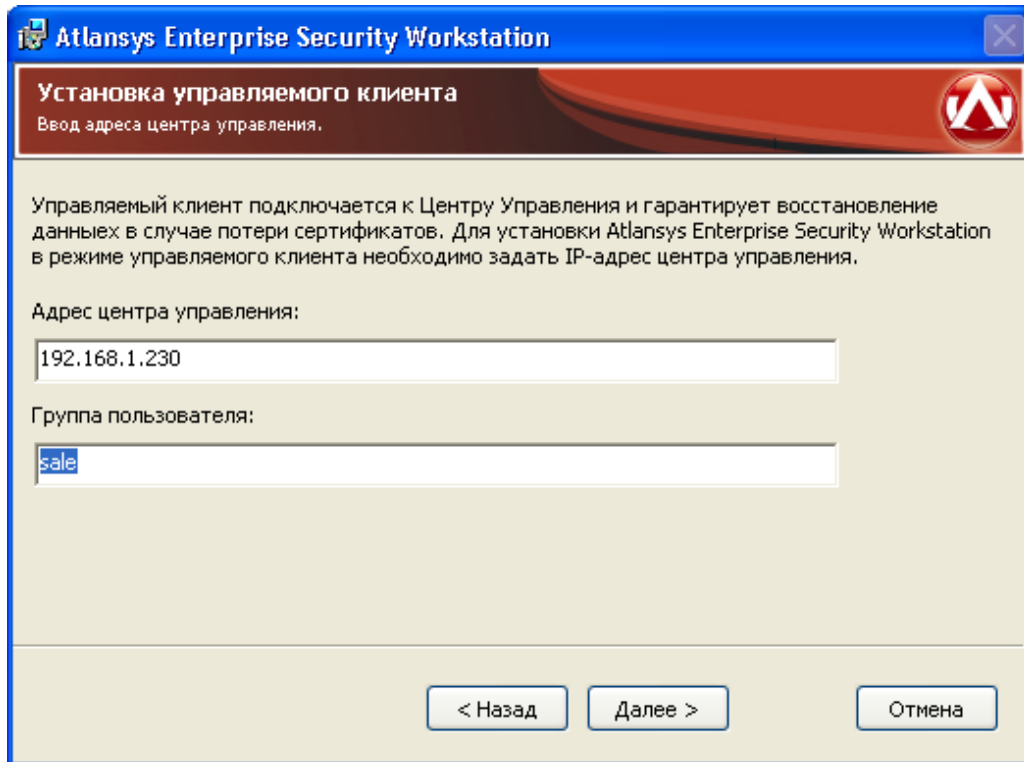 Atlansys Enterprise Security Workstation
Установка управляемого клиента
Ввод адреса центра управления.
Управляемый клиент подключается к Центру Управления и гарантирует восстановление
данныех в случае потери сертификатов. Для установки Atlansys Enterprise Security Workstation
в режиме управляемого клиента необходимо задать IP-адрес центра управления.
Адрес центра управления:
192.168.1.230
Группа пользователя:
sale
< Назад
Далее >
Отмена